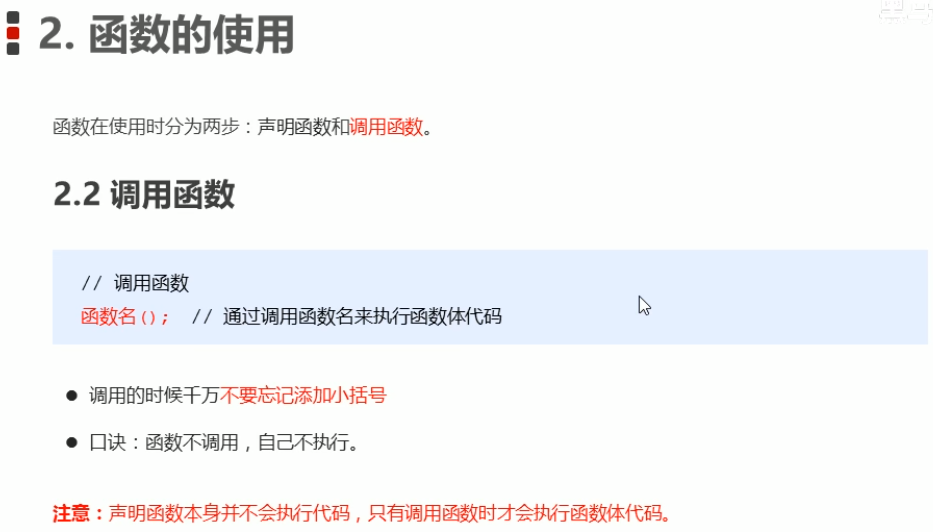 2. 函数的使用
函数在使用时分为两步：声明函数和调用函数。
2.2 调用函数
// 调用函数
函数名(); // 通过调用函数名来执行函数体代码
● 调用的时候千万不要忘记添加小括号
● 口诀：函数不调用，自己不执行。
注意：声明函数本身并不会执行代码，只有调用函数时才会执行函数体代码。